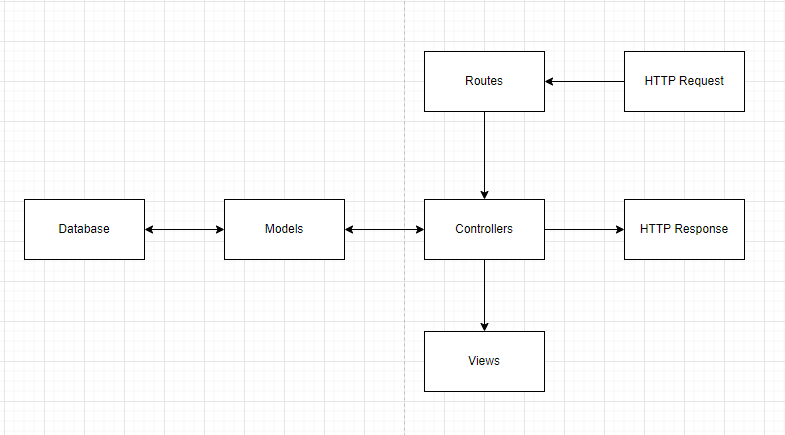 Routes
HTTP Request
Database
Models
Controllers
HTTP Response
Views